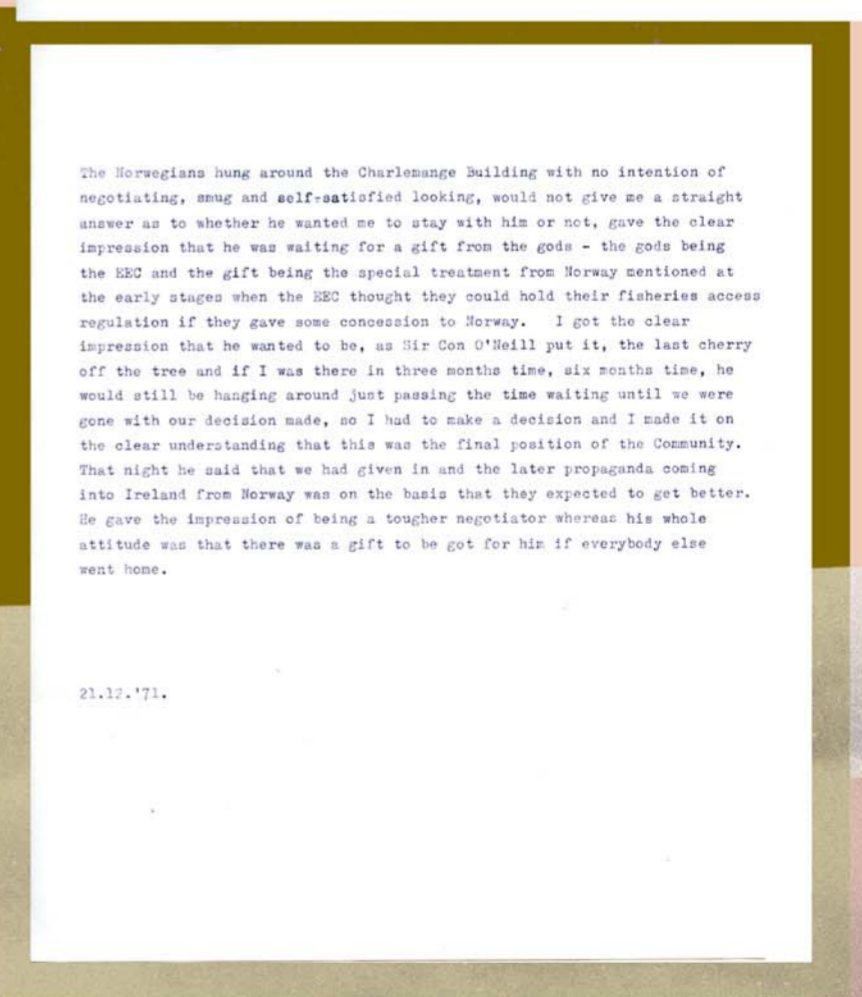 The Norwegians hung around the Charlemange Building with no intention of
negotiating, smug and self-satisfied looking, would not give me a straight
answer as to whether he wanted me to stay with him or not, gave the clear
impression that he was waiting for a gift from the gods - the gods being
the EEC and the gift being the special treatment from Norway mentioned at
the early stages when the EEC thought they could hold their fisheries access
regulation if they gave some concession to Norway.   I got the clear
impression that he wanted to be, as Sir Con O'Neill put it, the last cherry
off the tree and if I was there in three months time, six months time, he
would still be hanging around just passing the time waiting until we were
gone with our decision made, so I had to make a decision and I made it on
the clear understanding that this was the final position of the Community.
That night he said that we had given in and the later propaganda coming
into Ireland from Norway was on the basis that they expected to get better.
He gave the impression of being a tougher negotiator whereas his whole
attitude was that there was a gift to be got for him if everybody else
went home.
21.12.'71.